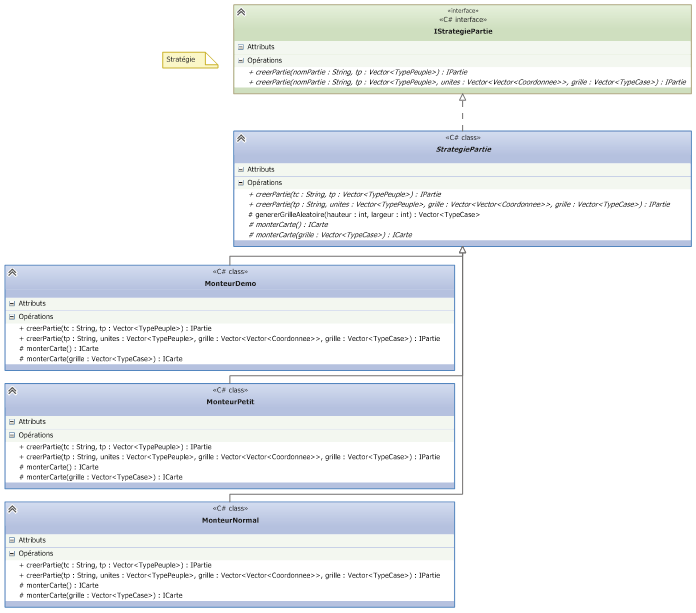 «interface»
«C# interface»
IStrategiePartie
Attributs
Opérations
+ creerPartie(nomPartie : String, tp : Vector<TypePeuple>) : IPartie
+ creerPartie(nomPartie : String, tp : Vector<TypePeuple>, unites : Vector<Vector<Coordonnee>>, grille : Vector<TypeCase>) : IPartie
Stratégie
«C# class»
StrategiePartie
Attributs
Opérations
+ creerPartie(tc : String, tp : Vector<TypePeuple>) : IPartie
+ creerPartie(tp : String, unites : Vector<TypePeuple>, grille : Vector<Vector<Coordonnee>>, grille : Vector<TypeCase>) : IPartie
# genererGrilleAleatoire(hauteur : int, largeur : int) : Vector<TypeCase>
# monterCarte() : ICarte
# monterCarte(grille : Vector<TypeCase>) : ICarte
«C# class»
MonteurDemo
Attributs
Opérations
+ creerPartie(tc : String, tp : Vector<TypePeuple>) : IPartie
+ creerPartie(tp : String, unites : Vector<TypePeuple>, grille : Vector<Vector<Coordonnee>>, grille : Vector<TypeCase>) : IPartie
# monterCarte() : ICarte
# monterCarte(grille : Vector<TypeCase>) : ICarte
«C# class»
MonteurPetit
Attributs
Opérations
+ creerPartie(tc : String, tp : Vector<TypePeuple>) : IPartie
+ creerPartie(tp : String, unites : Vector<TypePeuple>, grille : Vector<Vector<Coordonnee>>, grille : Vector<TypeCase>) : IPartie
# monterCarte() : ICarte
# monterCarte(grille : Vector<TypeCase>) : ICarte
«C# class»
MonteurNormal
Attributs
Opérations
+ creerPartie(tc : String, tp : Vector<TypePeuple>) : IPartie
+ creerPartie(tp : String, unites : Vector<TypePeuple>, grille : Vector<Vector<Coordonnee>>, grille : Vector<TypeCase>) : IPartie
# monterCarte() : ICarte
# monterCarte(grille : Vector<TypeCase>) : ICarte